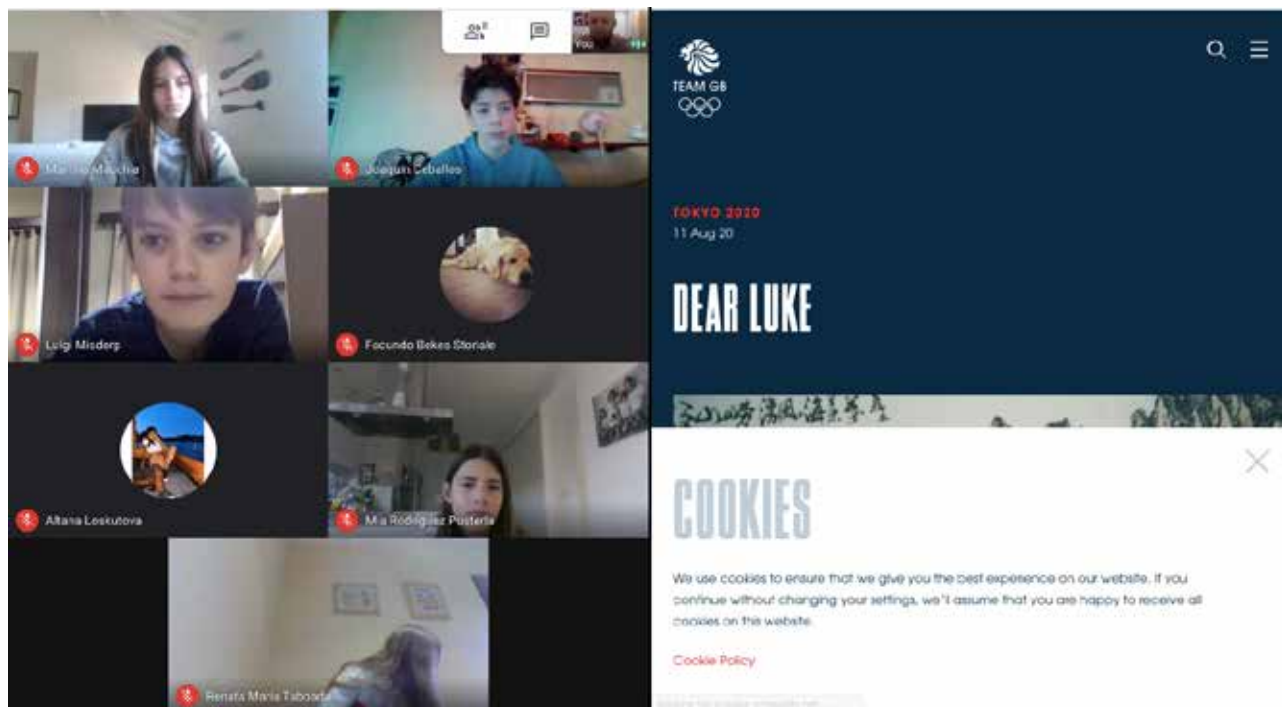 You
Joaquin Ceballos
Luigi Misderp
Facundo Bekes Storiale
Altana Loskutova
Mia Rodriguez Pusterla
Renata Maria Taboada
TEAM GB
TOKYO 2020
11 Aug 20
DEAR LUKE
COOKIES
We use cookies to ensure that we give you the best experience on our website. If you
continue without changing your settings, we'll assume that you are happy to receive all
cookies on this website.
Cookie Policy